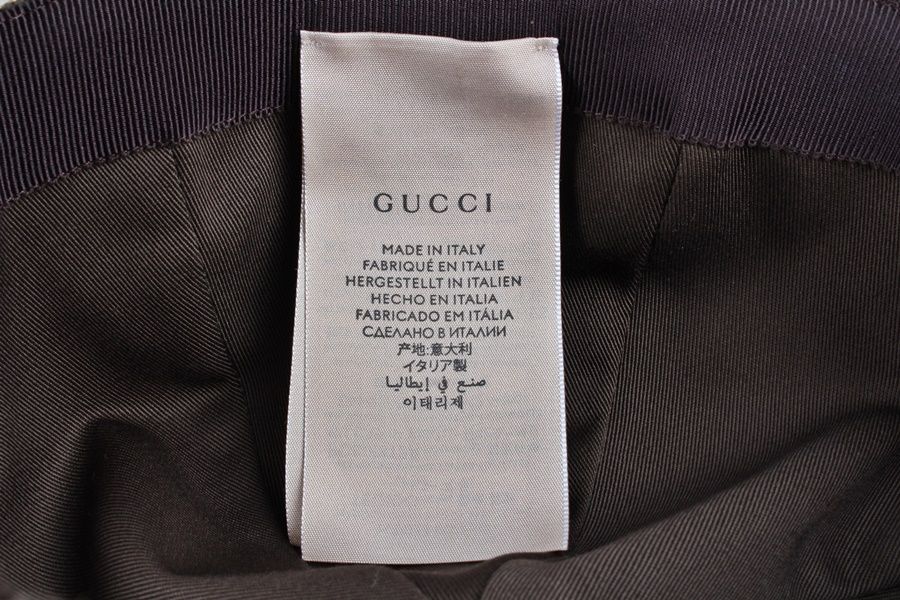 GUCCI
MADE IN ITALY
FABRIQUÉ EN ITALIE
HERGESTELLT IN ITALIEN
HECHO EN ITALIA
FABRICADO EM ITÁLIA
СДЕЛАНО В ИТАЛИИ
产地:意大利
イタリア製
صنع في إيطاليا
이태리제